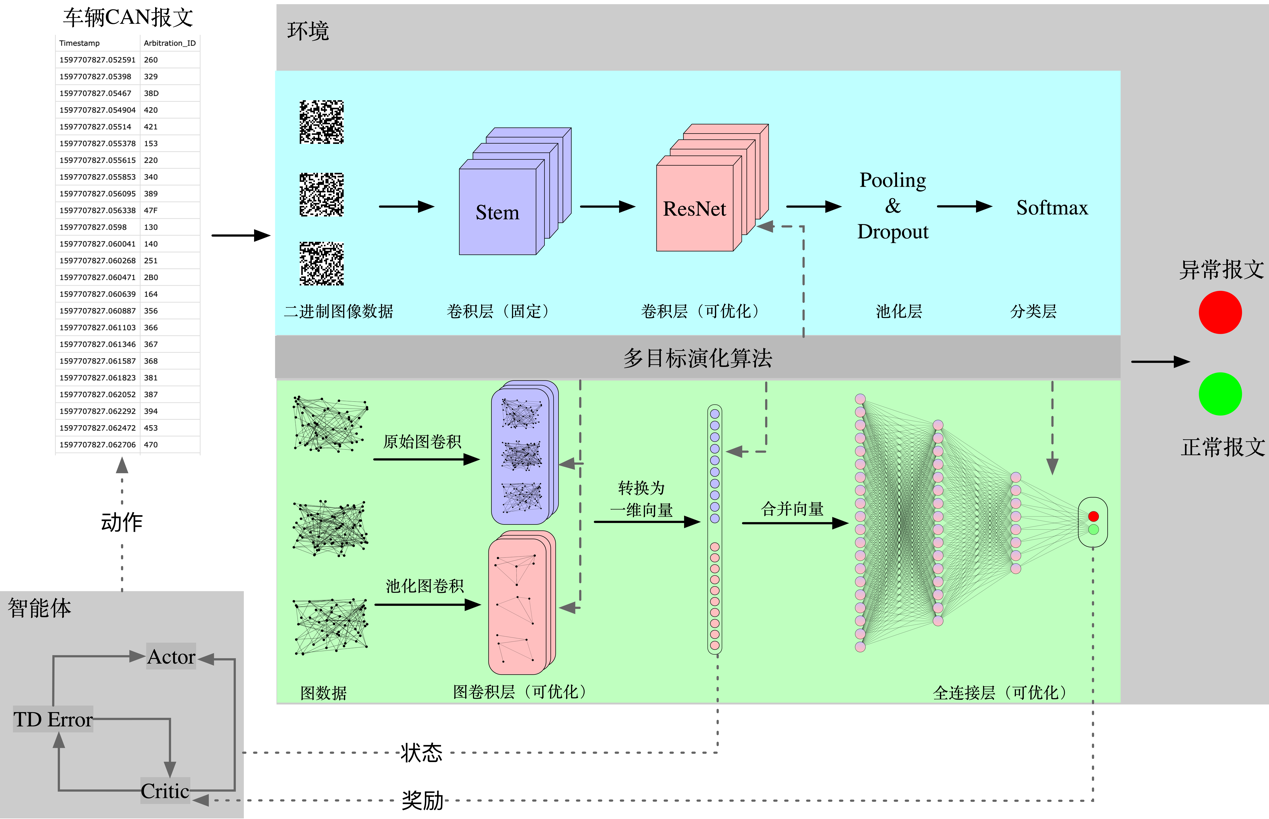 车辆CAN报文
Timestamp Arbitration_ID
1597707827.052591 260
1597707827.05398 329
1597707827.05467 38D
1597707827.054904 420
1597707827.05514 421
1597707827.055378 153
1597707827.055615 220
1597707827.055853 340
1597707827.056095 389
1597707827.056338 47F
1597707827.0598 130
1597707827.060041 140
1597707827.060268 251
1597707827.060471 2B0
1597707827.060639 164
1597707827.060887 356
1597707827.061103 366
1597707827.061346 367
1597707827.061587 368
1597707827.061823 381
1597707827.062052 387
1597707827.062292 394
1597707827.062472 453
1597707827.062706 470
环境
Stem
ResNet
Pooling
&
Dropout
Softmax
二进制图像数据
卷积层（固定）
卷积层（可优化）
池化层
分类层
多目标演化算法
原始图卷积
池化图卷积
转换为
一维向量
合并向量
图数据
图卷积层（可优化）
全连接层（可优化）
异常报文
正常报文
动作
智能体
Actor
TD Error
Critic
状态
奖励